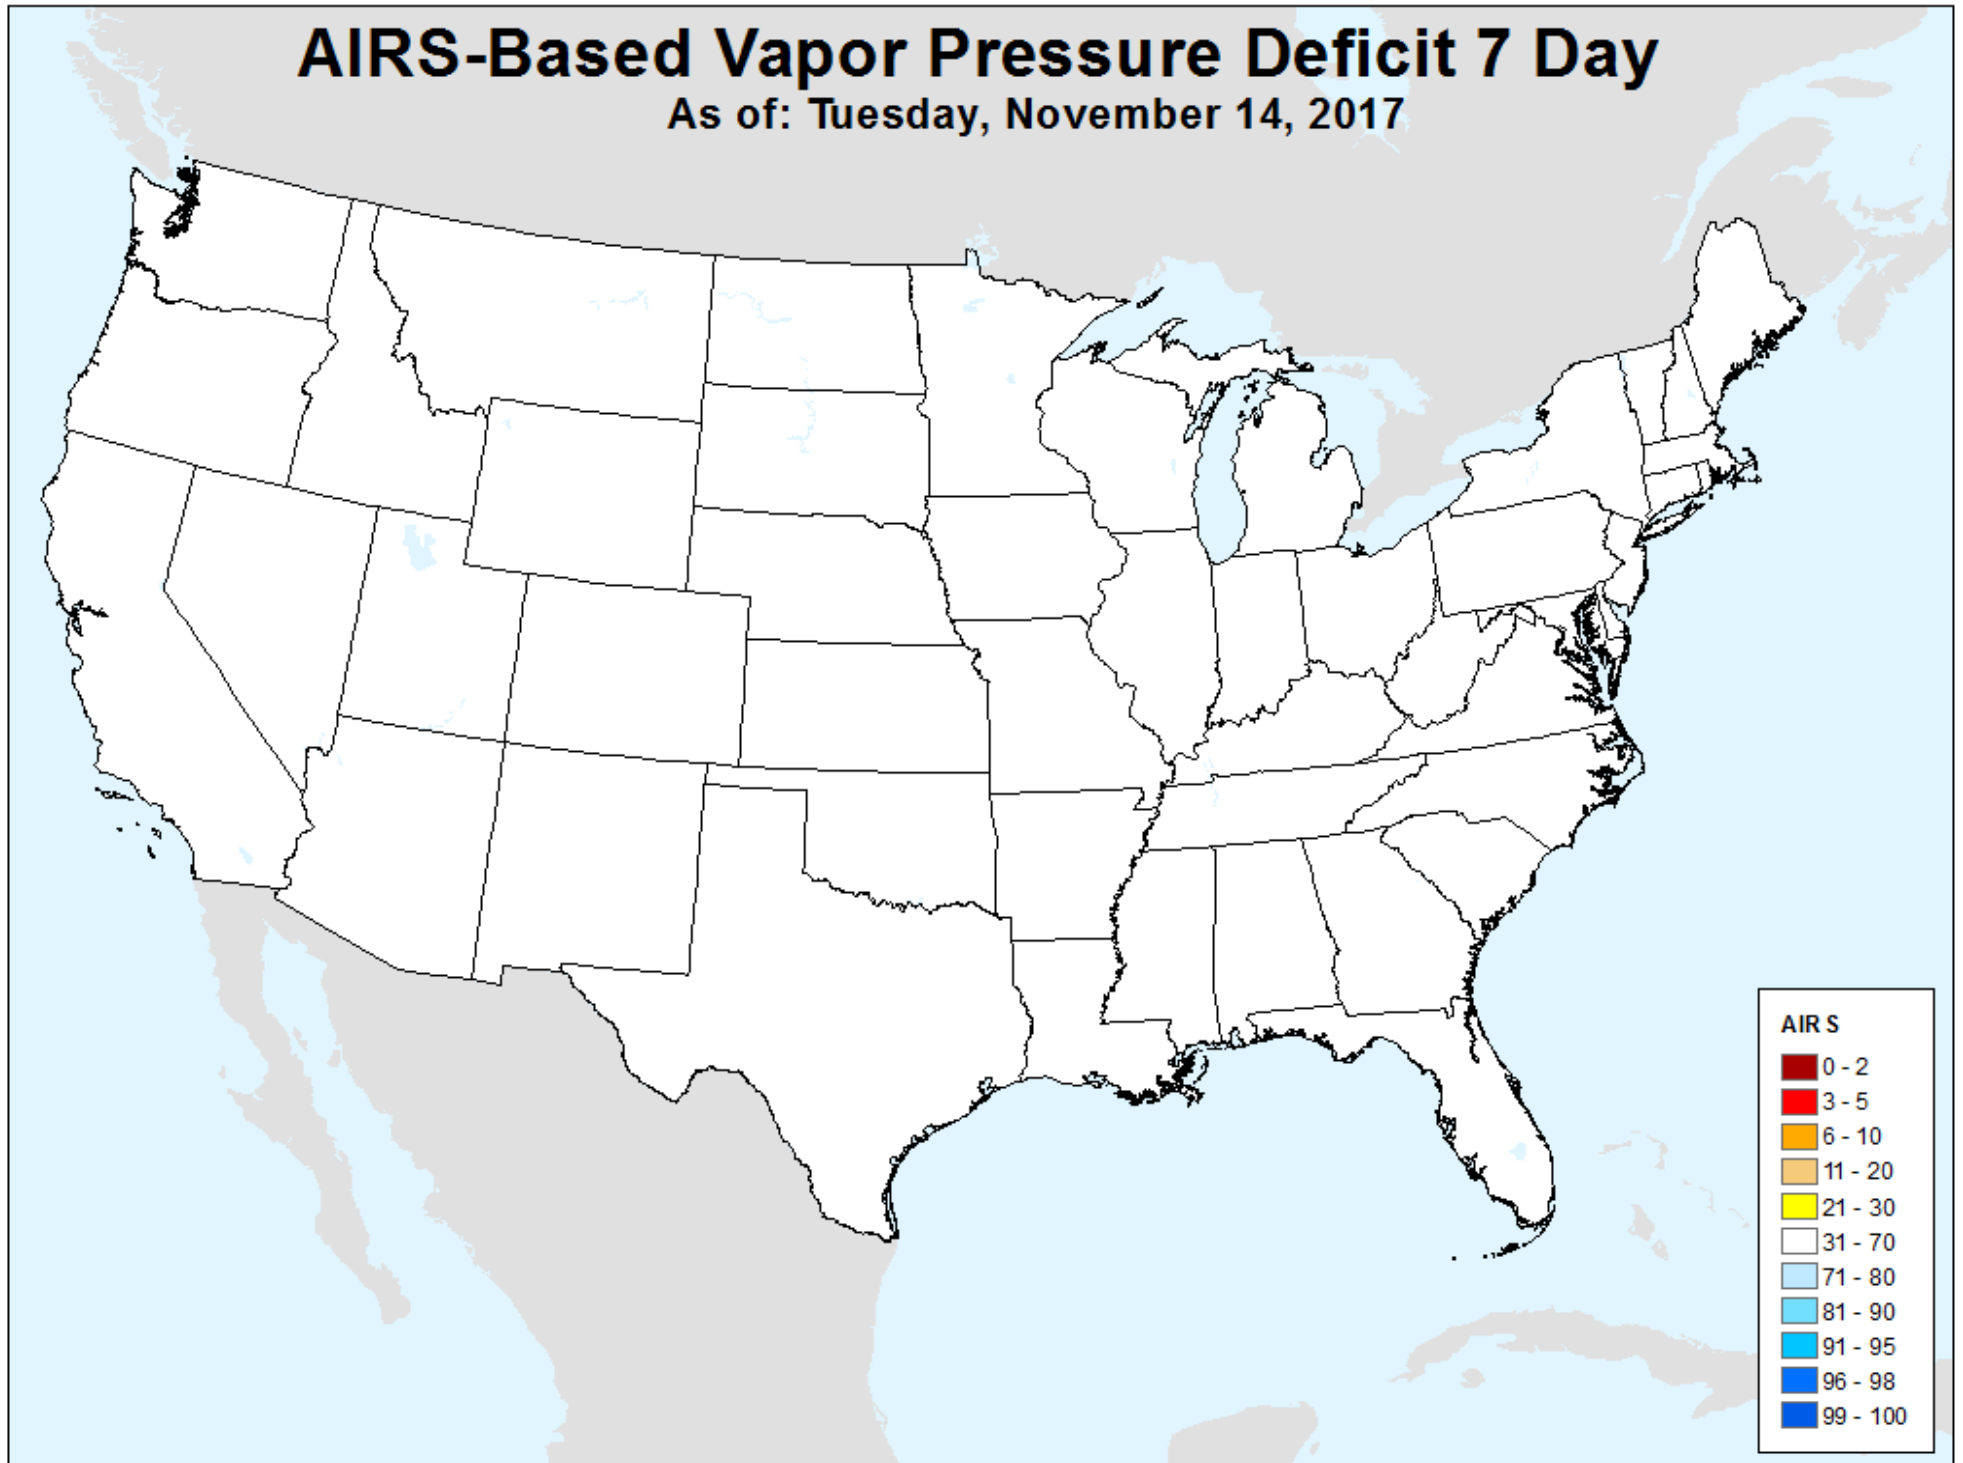 AIRS-Based Vapor Pressure Deficit 7 Day
As of: Tuesday, November 14, 2017
AIRS
0 - 2
3 - 5
6 - 10
11 - 20
21 - 30
31 - 70
71 - 80
81 - 90
91 - 95
96 - 98
99 - 100